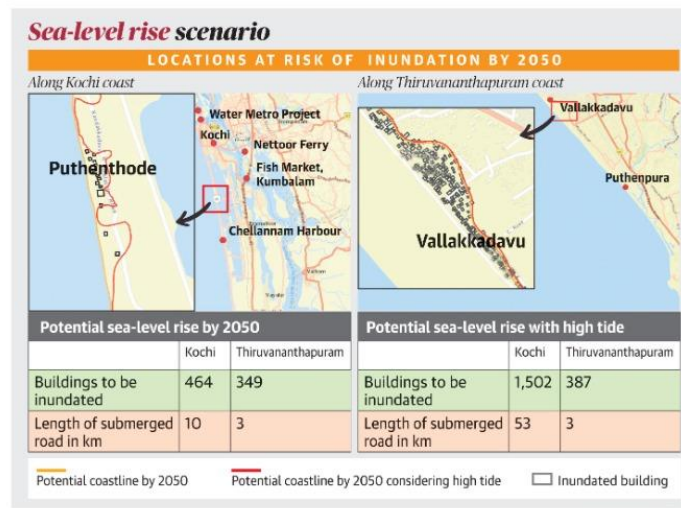 Sea-level rise scenario
LOCATIONS AT RISK OF INUNDATION BY 2050
Along Kochi coast
Puthenthode
Water Metro Project
Kochi
Nettoor Ferry
Fish Market,
Kumbalam
Chellannam Harbour
Along Thiruvananthapuram coast
Vallakkadavu
Vallakkadavu
Puthenpura
Potential sea-level rise by 2050
Kochi Thiruvananthapuram
Buildings to be
inundated 464 349
Length of submerged
road in km 10 3
Potential sea-level rise with high tide
Kochi Thiruvananthapuram
Buildings to be
inundated 1,502 387
Length of submerged
road in km 53 3
Potential coastline by 2050
Potential coastline by 2050 considering high tide
Inundated building